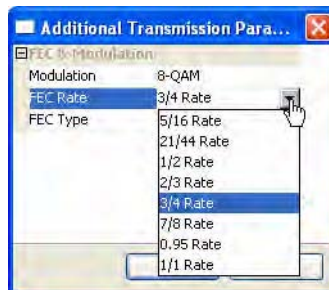 Additional Transmission Para...
FEC & Modulation
Modulation 8-QAM
FEC Rate 3/4 Rate
FEC Type
5/16 Rate
21/44 Rate
1/2 Rate
2/3 Rate
3/4 Rate
7/8 Rate
0.95 Rate
1/1 Rate